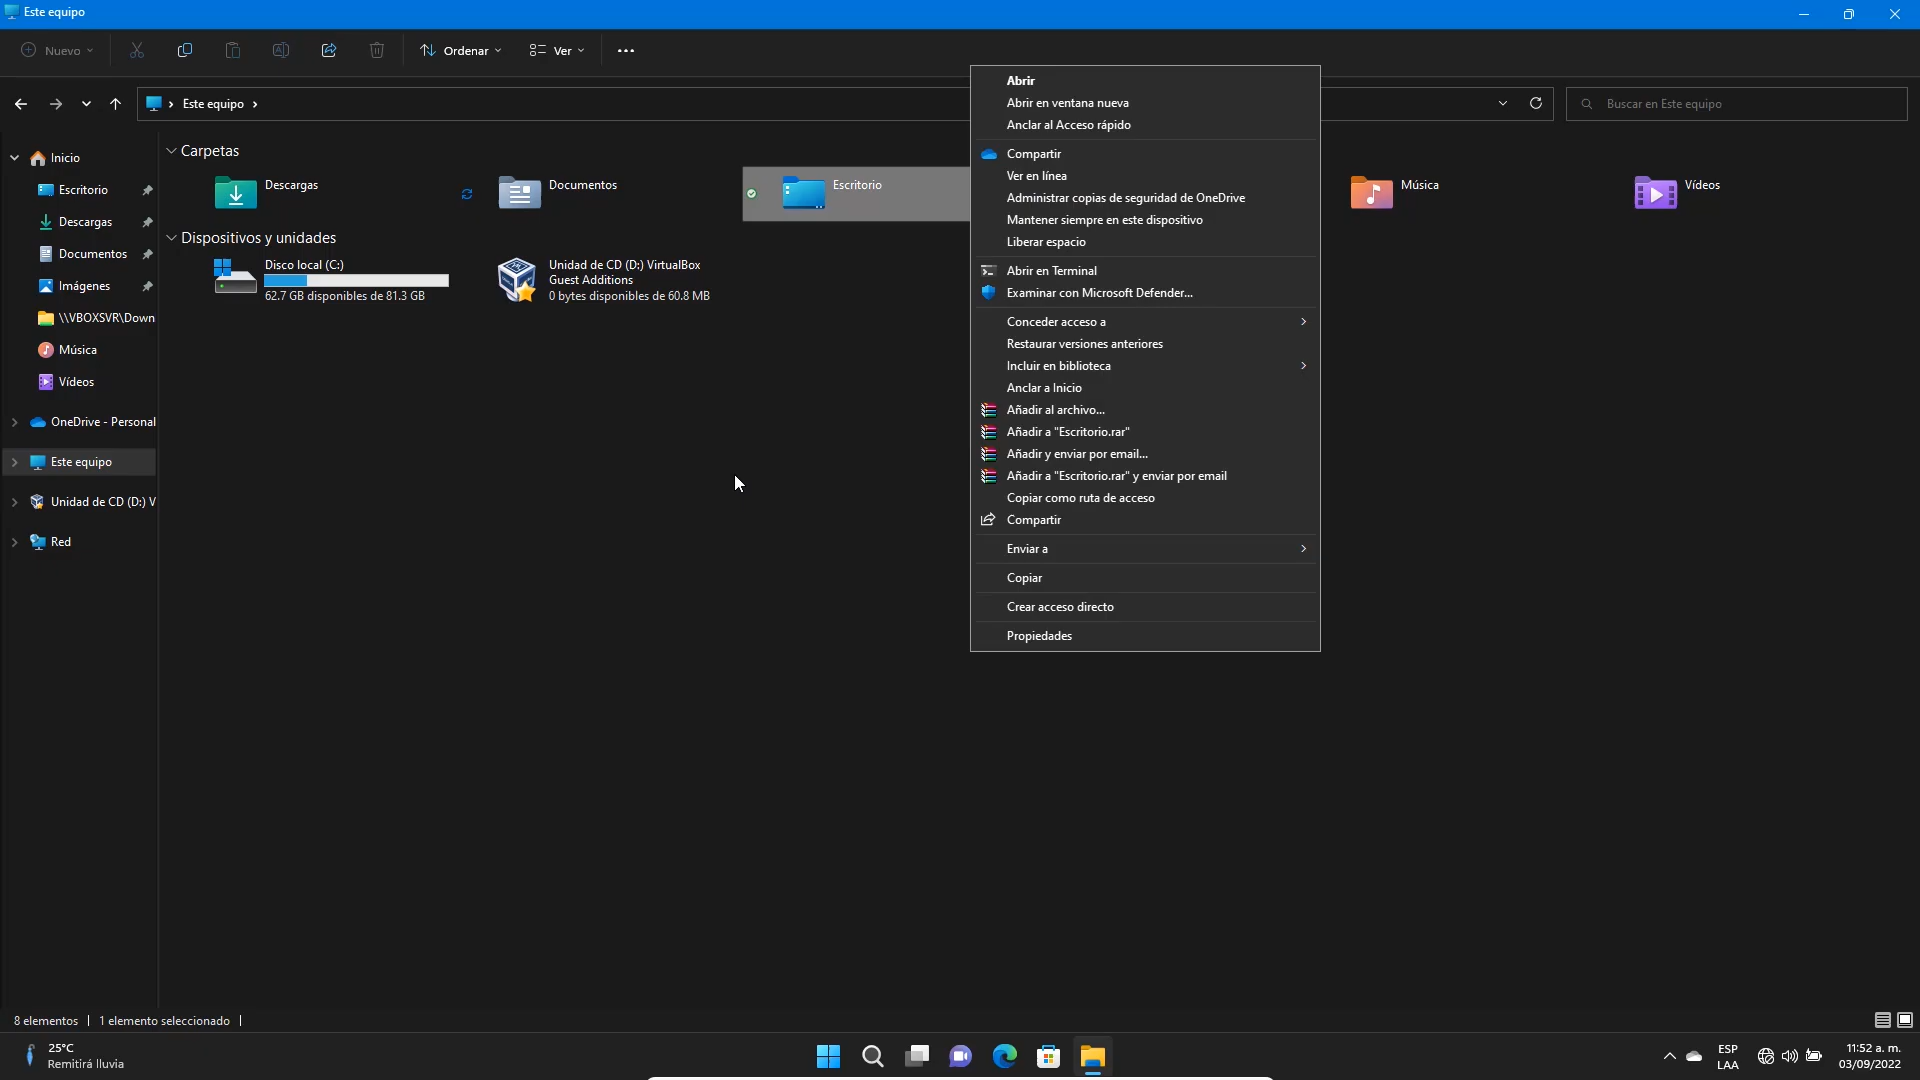 Este equipo
Nuevo
Ordenar
Ver
Este equipo
Buscar en Este equipo
Inicio
Escritorio
Descargas
Documentos
Imágenes
\\VBOXSVR\Down
Música
Vídeos
OneDrive - Personal
Este equipo
Unidad de CD (D:) V
Red
Carpetas
Descargas
Documentos
Escritorio
Música
Vídeos
Dispositivos y unidades
Disco local (C:)
62.7 GB disponibles de 81.3 GB
Unidad de CD (D:) VirtualBox
Guest Additions
0 bytes disponibles de 60.8 MB
Abrir
Abrir en ventana nueva
Anclar al Acceso rápido
Compartir
Ver en línea
Administrar copias de seguridad de OneDrive
Mantener siempre en este dispositivo
Liberar espacio
Abrir en Terminal
Examinar con Microsoft Defender...
Conceder acceso a
Restaurar versiones anteriores
Incluir en biblioteca
Anclar a Inicio
Añadir al archivo...
Añadir a "Escritorio.rar"
Añadir y enviar por email...
Añadir a "Escritorio.rar" y enviar por email
Copiar como ruta de acceso
Compartir
Enviar a
Copiar
Crear acceso directo
Propiedades
8 elementos
1 elemento seleccionado
25°C
Remitirá lluvia
ESP
LAA
11:52 a. m.
03/09/2022